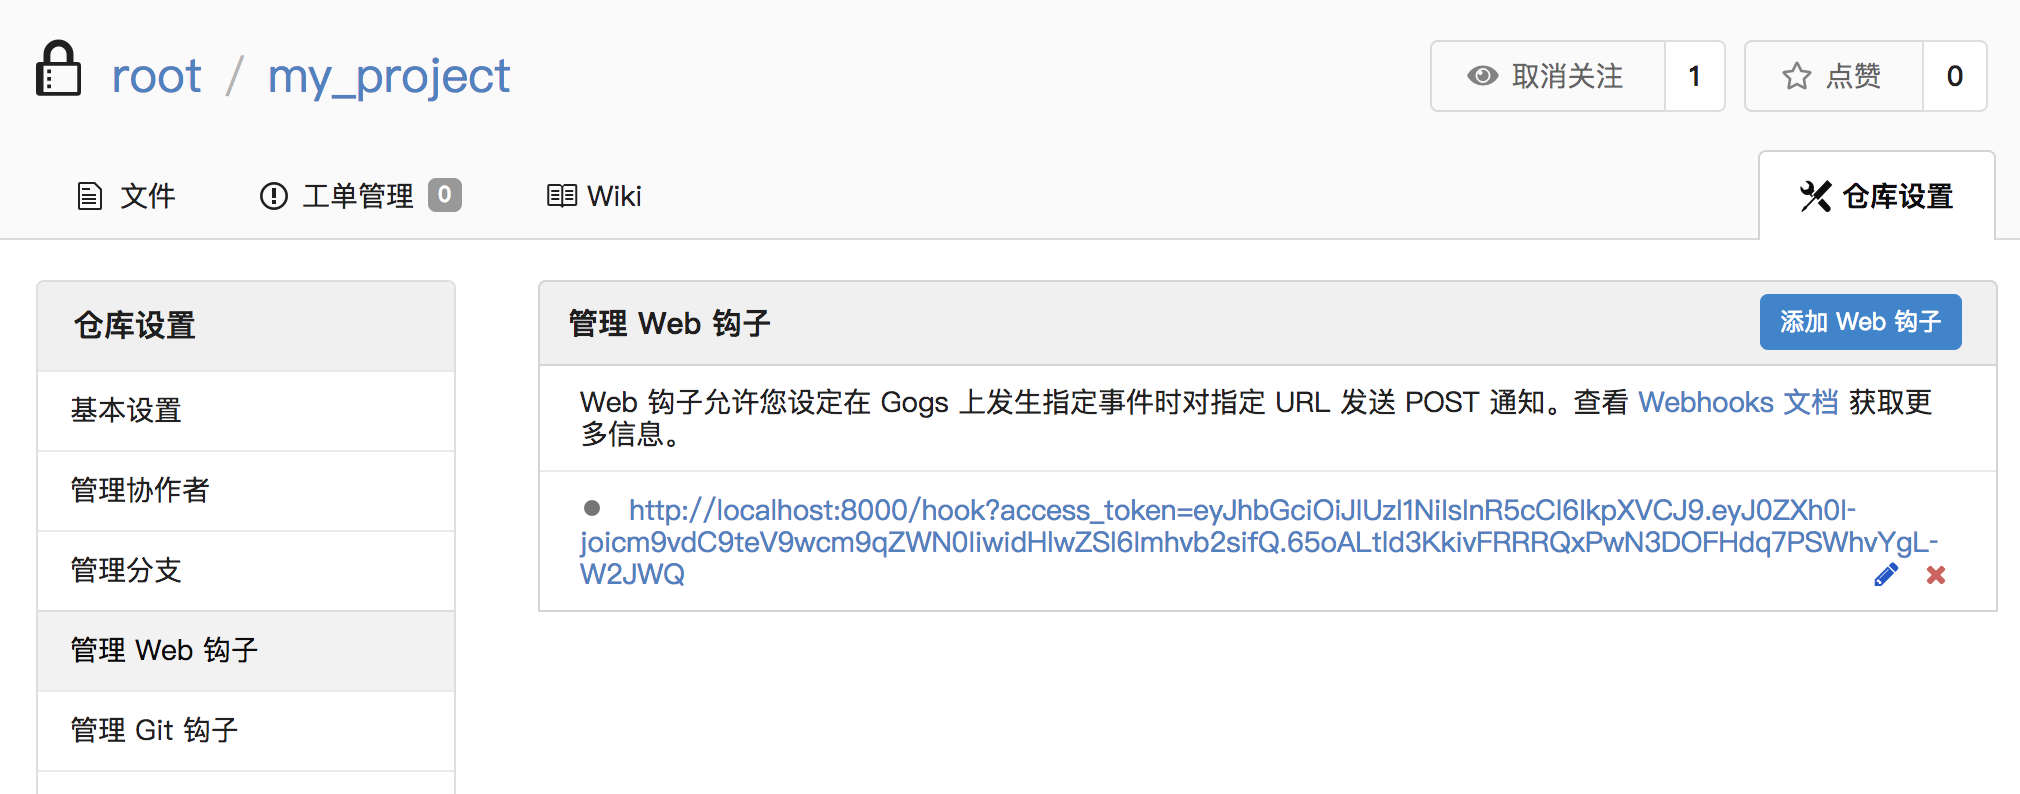 root / my_project
取消关注 1
点赞 0
文件
工单管理 0
Wiki
仓库设置
仓库设置
基本设置
管理协作者
管理分支
管理 Web 钩子
管理 Git 钩子
管理 Web 钩子
添加 Web 钩子
Web 钩子允许您设定在 Gogs 上发生指定事件时对指定 URL 发送 POST 通知。查看 Webhooks 文档 获取更
多信息。
http://localhost:8000/hook?access_token=eyJhbGciOiJIUzI1NiIsInR5cCI6IkpXVCJ9.eyJ0ZXh0I-
joicm9vdC9teV9wcm9qZWN0IiwidHlwZSI6Imhvb2sifQ.65oALtId3KkivFRRRQxPwN3DOFHdq7PSWhvYgL-
W2JWQ